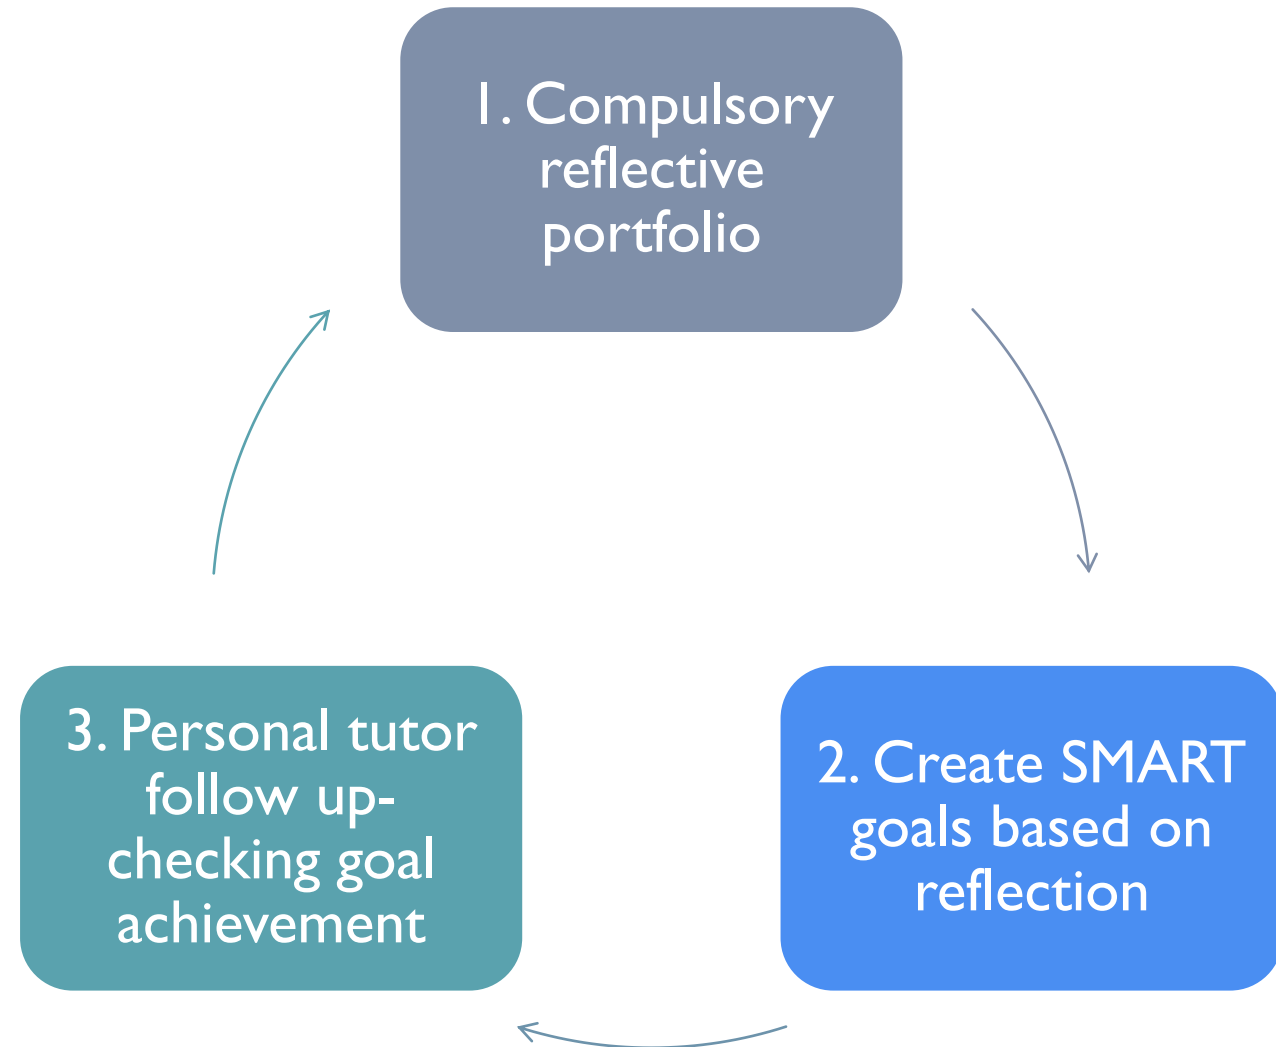 1. Compulsory
reflective
portfolio
2. Create SMART
goals based on
reflection
3. Personal tutor
follow up-
checking goal
achievement